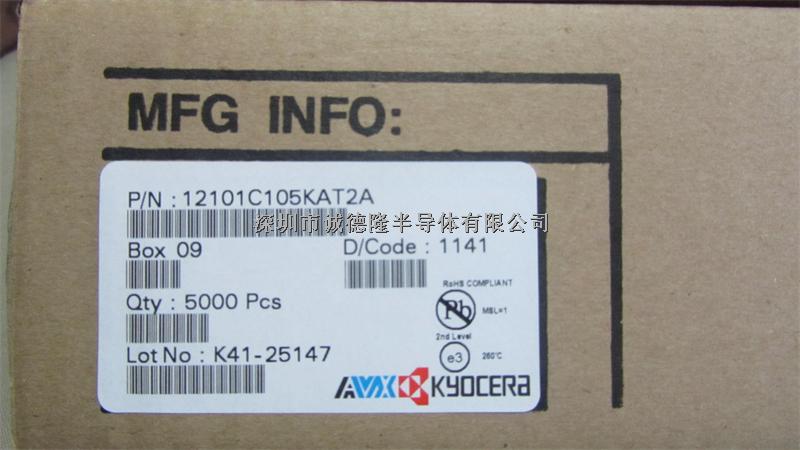 MFG INFO:
P/N : 12101C105KAT2A
深圳市诚德隆半导体有限公司
Box 09 D/Code : 1141
Qty : 5000 Pcs
RoHS COMPLIANT
Pb MSL=1
2nd Level
Lot No : K41-25147 e3 260℃
AVX KYOCERA